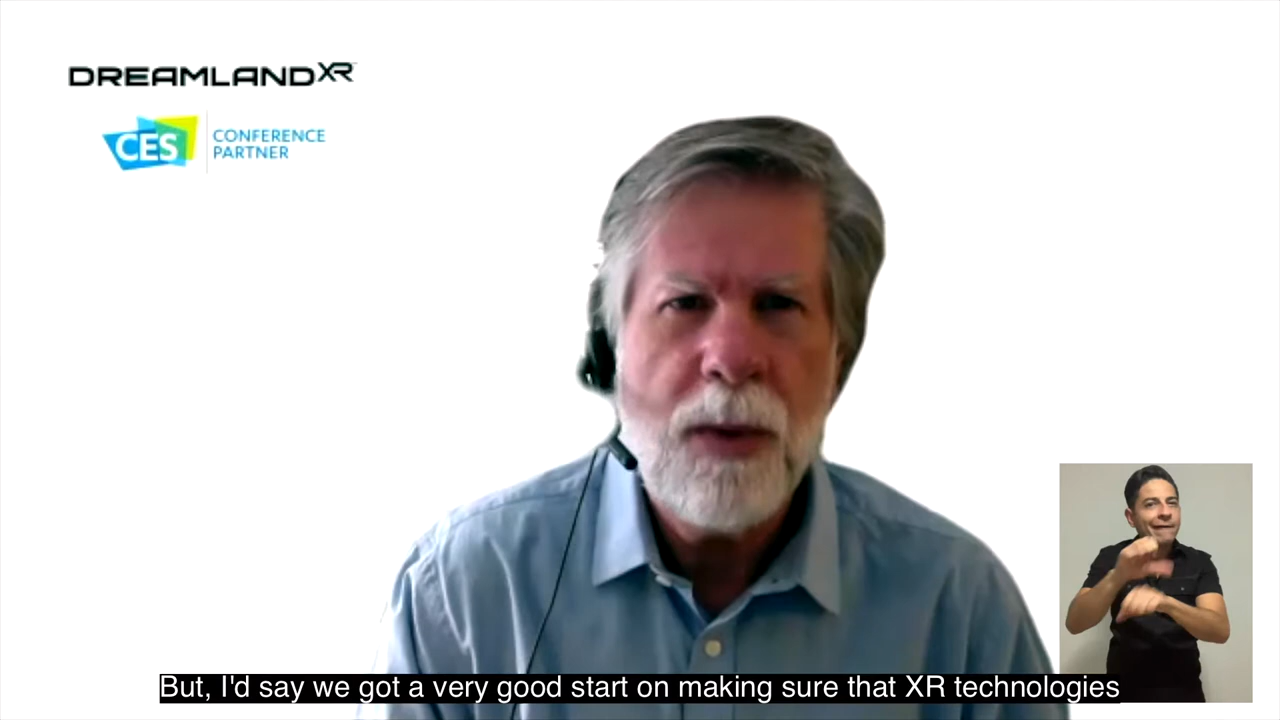 DREAMLANDXR
CES
CONFERENCE
PARTNER
But, I'd say we got a very good start on making sure that XR technologies